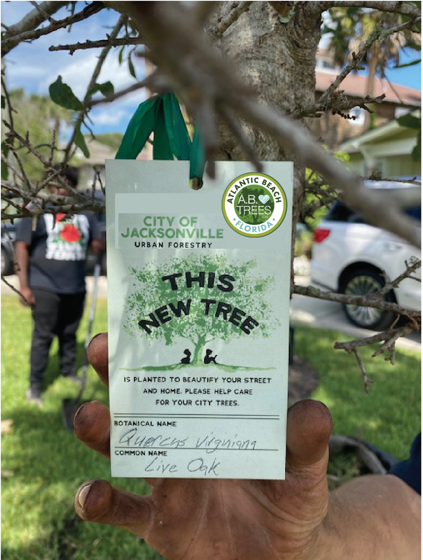 ATLANTIC BEACH
A.B.
TREES
FLORIDA
CITY OF
JACKSONVILLE
URBAN FORESTRY
THIS
NEW TREE
IS PLANTED TO BEAUTIFY YOUR STREET
AND HOME. PLEASE HELP CARE
FOR YOUR CITY TREES.
BOTANICAL NAME
Quercus virginiana
COMMON NAME
Live Oak